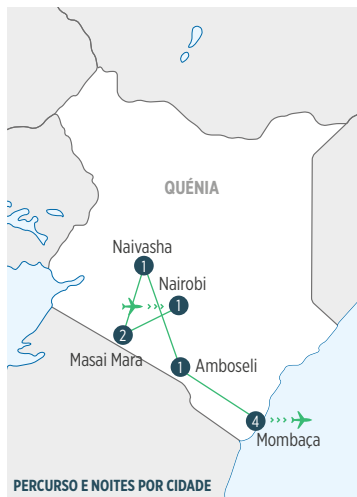 QUÉNIA
Naivasha
1
Nairobi
1
2
Masai Mara
1
Amboseli
4
Mombaça
PERCURSO E NOITES POR CIDADE